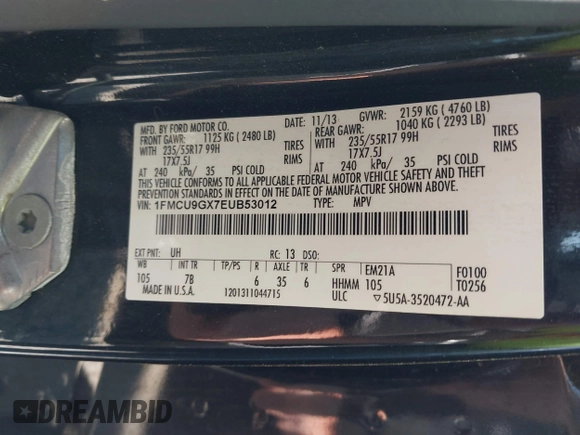 MFD. BY FORD MOTOR CO.
DATE: 11/13 GVWR: 2159 KG ( 4760 LB)
FRONT GAWR: 1125 KG ( 2480 LB) REAR GAWR: 1040 KG ( 2293 LB)
WITH 235/55R17 99H TIRES WITH 235/55R17 99H TIRES
17X7.5J RIMS 17X7.5J RIMS
AT 240 kPa/ 35 PSI COLD AT 240 kPa/ 35 PSI COLD
THIS VEHICLE CONFORMS TO ALL APPLICABLE FEDERAL MOTOR VEHICLE SAFETY AND
THEFT PREVENTION STANDARDS IN EFFECT ON THE DATE OF MANUFACTURE SHOWN ABOVE.
VIN: 1FMCU9GX7EUB53012 TYPE: MPV
EXT PNT: UH RC: 13 DSO:
WB INT TR TP/PS R AXLE TR SPR EM21A F0100
105 7B 6 35 6 HHMM 105 T0256
MADE IN U.S.A. 1201311044715 ULC ▽5U5A-3520472-AA
DREAMBID